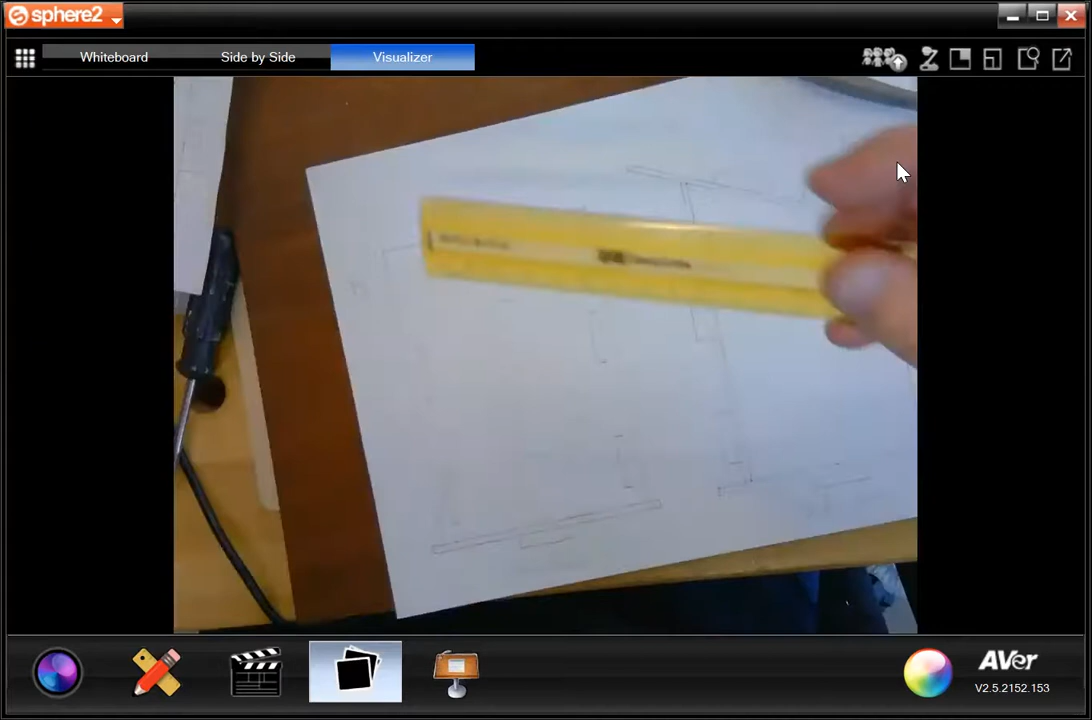 sphere2
Whiteboard
Side by Side
Visualizer
AVer
V2.5.2152.153